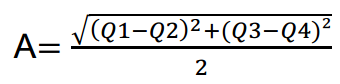 A= √((Q1−Q2)²+(Q3−Q4)²) / 2